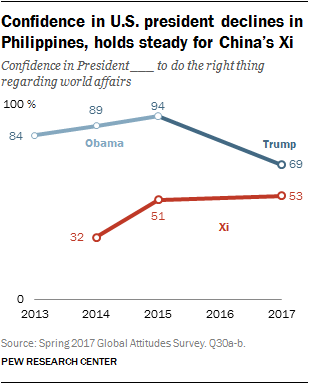 Confidence in U.S. president declines in
Philippines, holds steady for China's Xi
Confidence in President ___ to do the right thing
regarding world affairs
100 %
84
89
94
Obama
Trump
69
32
51
Xi
53
0
2013 2014 2015 2016 2017
Source: Spring 2017 Global Attitudes Survey. Q30a-b.
PEW RESEARCH CENTER